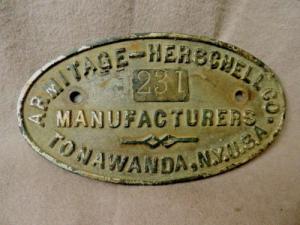 ARMITAGE-HERSCHELL CO.
231
MANUFACTURERS
TONAWANDA, N.Y. U.S.A.